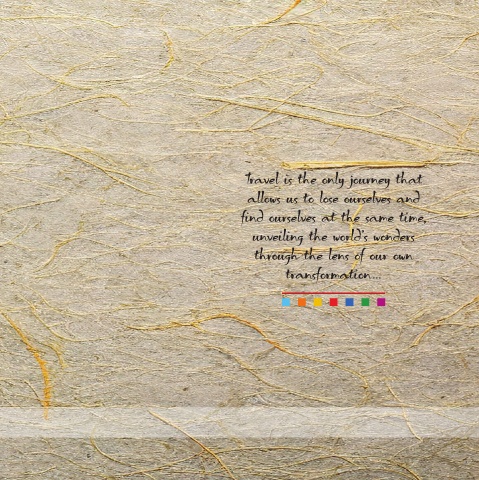 Travel is the only journey that
allows us to lose ourselves and
find ourselves at the same time,
unveiling the world's wonders
through the lens of our own
transformation...